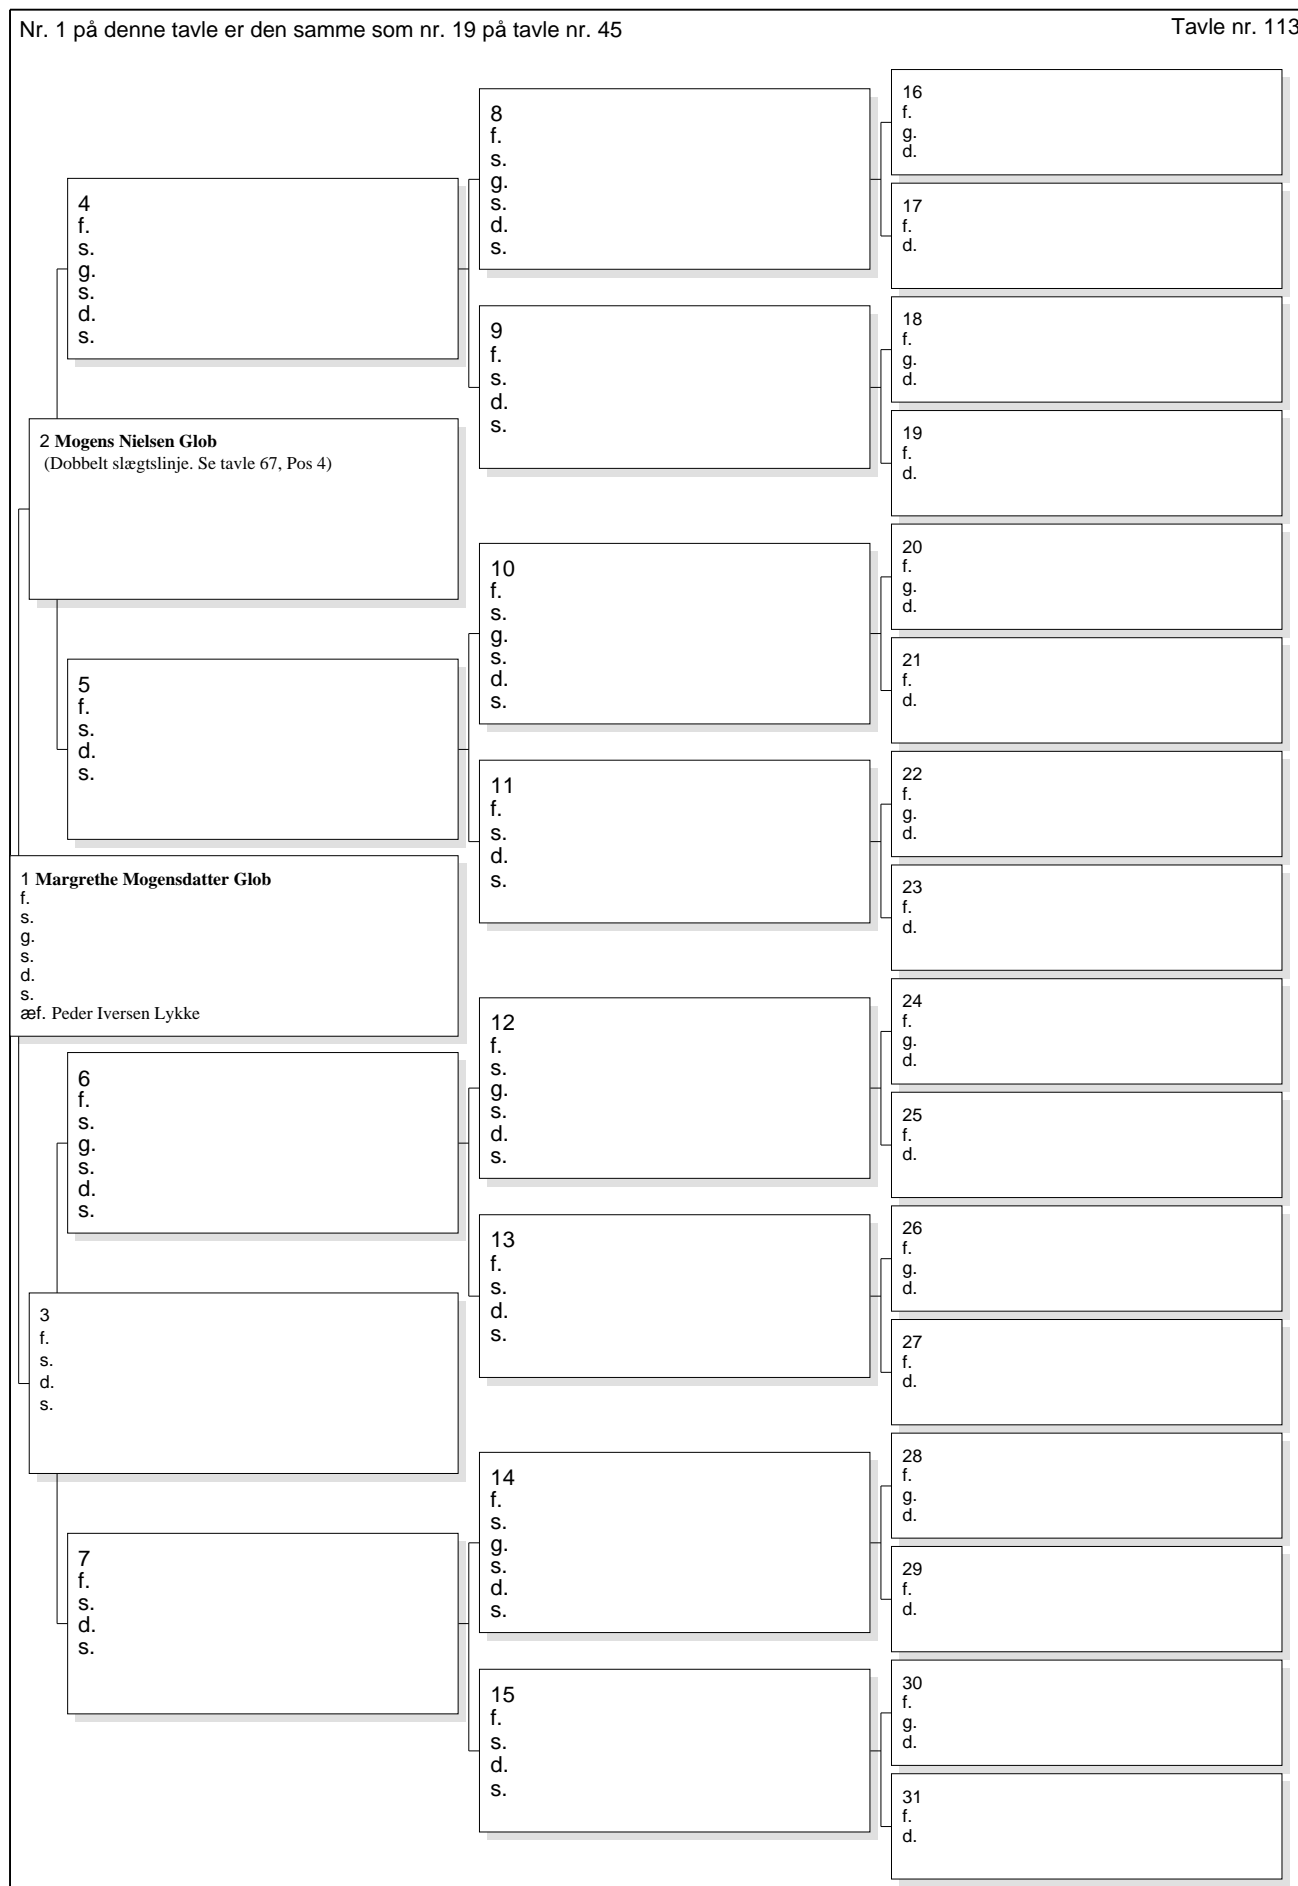 Nr. 1 på denne tavle er den samme som nr. 19 på tavle nr. 45
Tavle nr. 113
4
f.
s.
g.
s.
d.
s.
2 Mogens Nielsen Glob
(Dobbelt slægtslinje. Se tavle 67, Pos 4)
5
f.
s.
d.
s.
1 Margrethe Mogensdatter Glob
f.
s.
g.
s.
d.
s.
æf. Peder Iversen Lykke
6
f.
s.
g.
s.
d.
s.
3
f.
s.
d.
s.
7
f.
s.
d.
s.
8
f.
s.
g.
s.
d.
s.
9
f.
s.
d.
s.
10
f.
s.
g.
s.
d.
s.
11
f.
s.
d.
s.
12
f.
s.
g.
s.
d.
s.
13
f.
s.
d.
s.
14
f.
s.
g.
s.
d.
s.
15
f.
s.
d.
s.
16
f.
g.
d.
17
f.
d.
18
f.
g.
d.
19
f.
d.
20
f.
g.
d.
21
f.
d.
22
f.
g.
d.
23
f.
d.
24
f.
g.
d.
25
f.
d.
26
f.
g.
d.
27
f.
d.
28
f.
g.
d.
29
f.
d.
30
f.
g.
d.
31
f.
d.